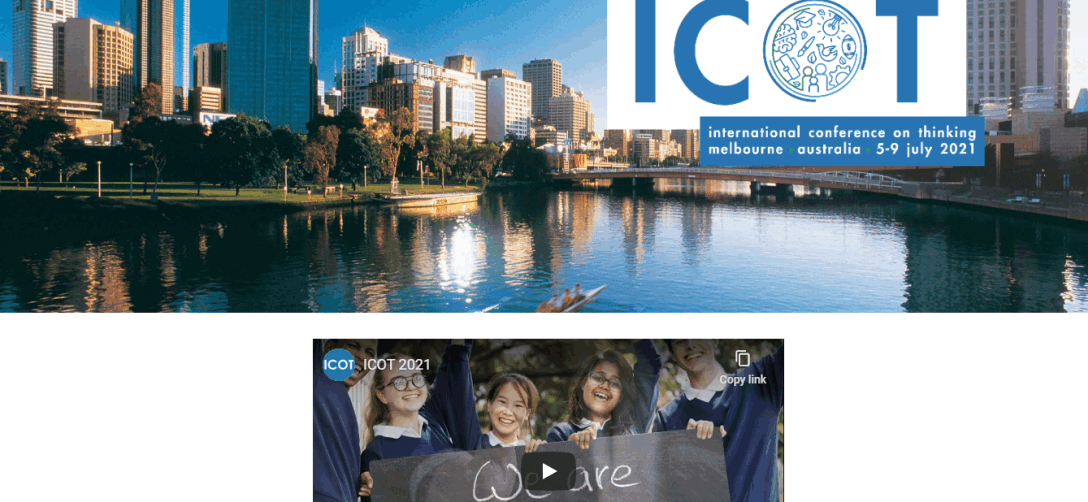 ICOT
international conference on thinking
melbourne • australia • 5-9 july 2021
ICOT
ICOT 2021
Copy link
We are